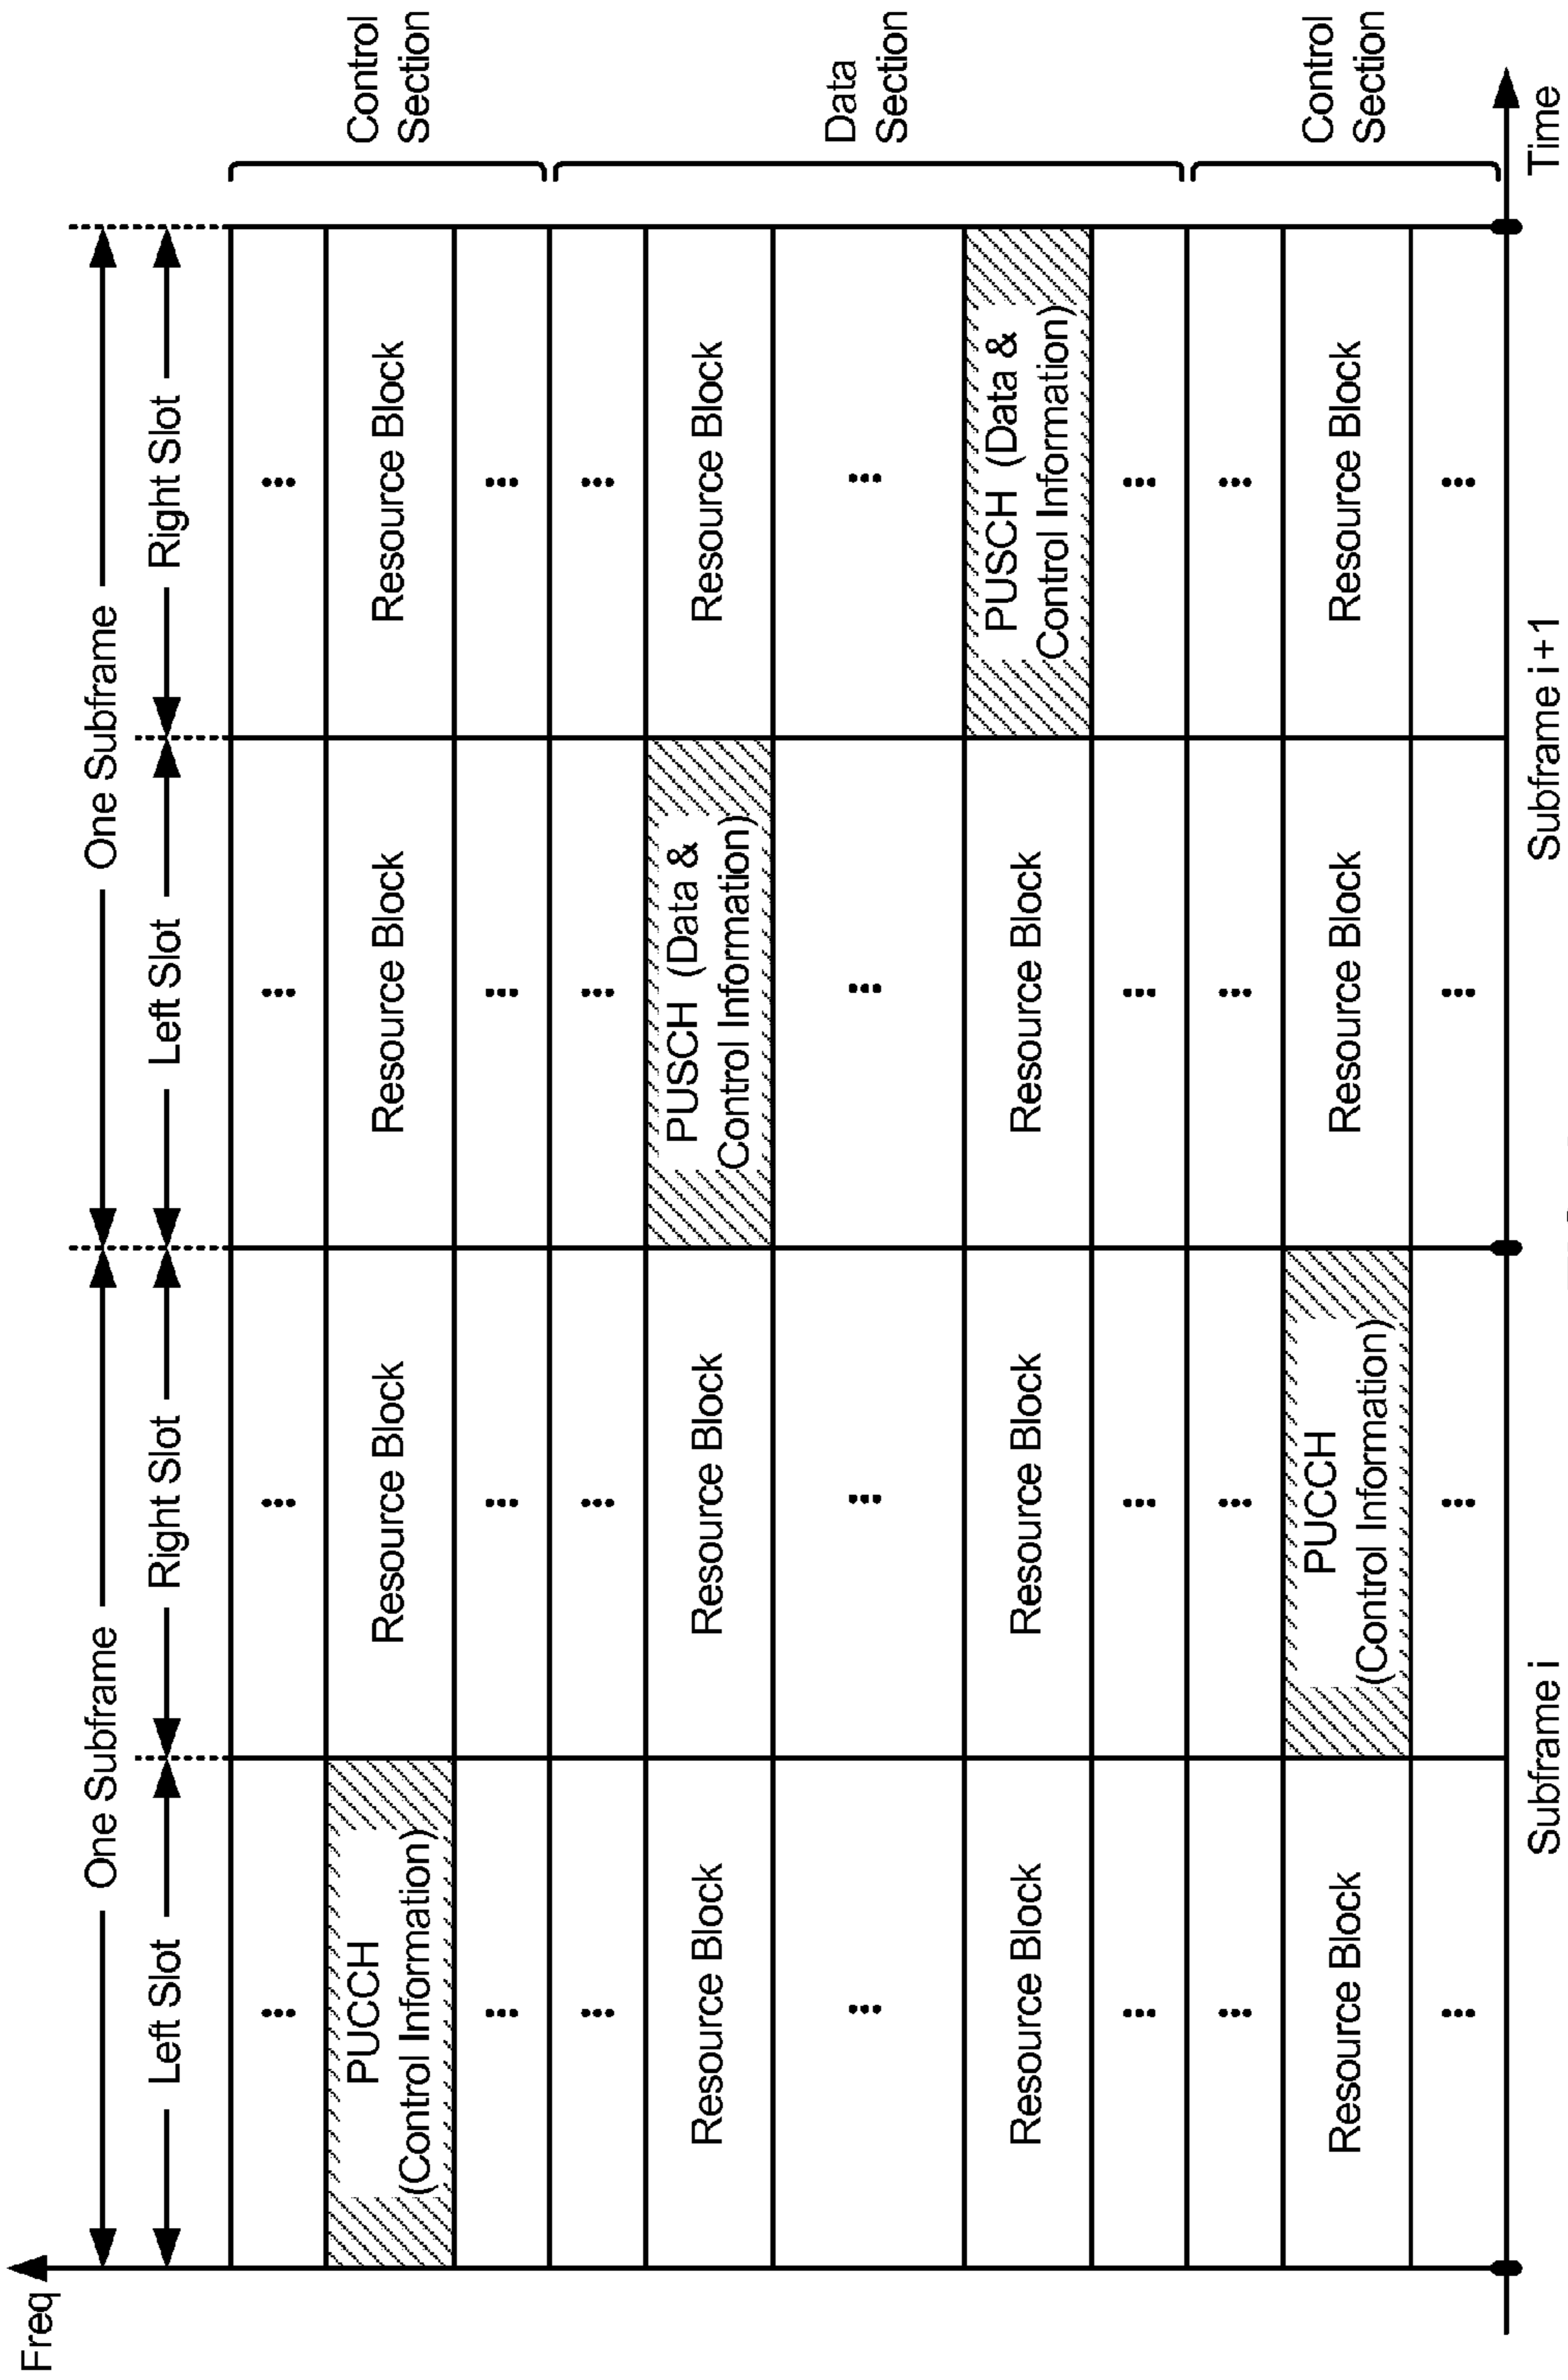 Freq
One Subframe
One Subframe
Left Slot
Right Slot
Left Slot
Right Slot
...
...
...
...
Control
Section
PUCCH
(Control Information)
Resource Block
Resource Block
Resource Block
...
...
...
...
...
...
...
...
Data
Section
Resource Block
Resource Block
PUSCH (Data &
Control Information)
Resource Block
...
...
...
...
Resource Block
Resource Block
Resource Block
PUSCH (Data &
Control Information)
...
...
...
...
...
...
...
...
Control
Section
Resource Block
PUCCH
(Control Information)
Resource Block
Resource Block
...
...
...
...
Subframe i
Subframe i+1
Time